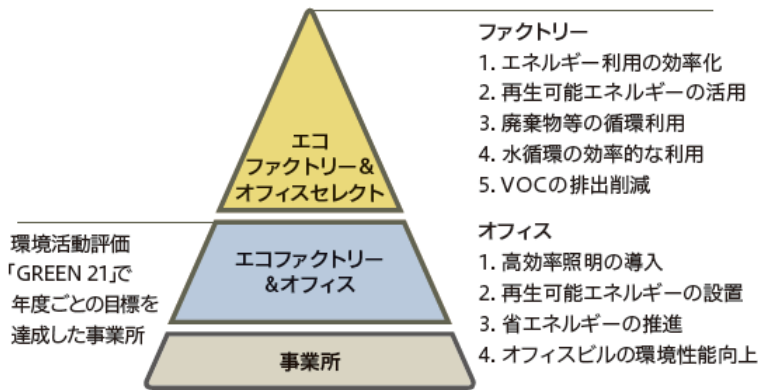 エコ
ファクトリー＆
オフィスセレクト
エコファクトリー
＆オフィス
事業所
環境活動評価
「GREEN 21」で
年度ごとの目標を
達成した事業所
ファクトリー
1. エネルギー利用の効率化
2. 再生可能エネルギーの活用
3. 廃棄物等の循環利用
4. 水循環の効率的な利用
5. VOCの排出削減
オフィス
1. 高効率照明の導入
2. 再生可能エネルギーの設置
3. 省エネルギーの推進
4. オフィスビルの環境性能向上